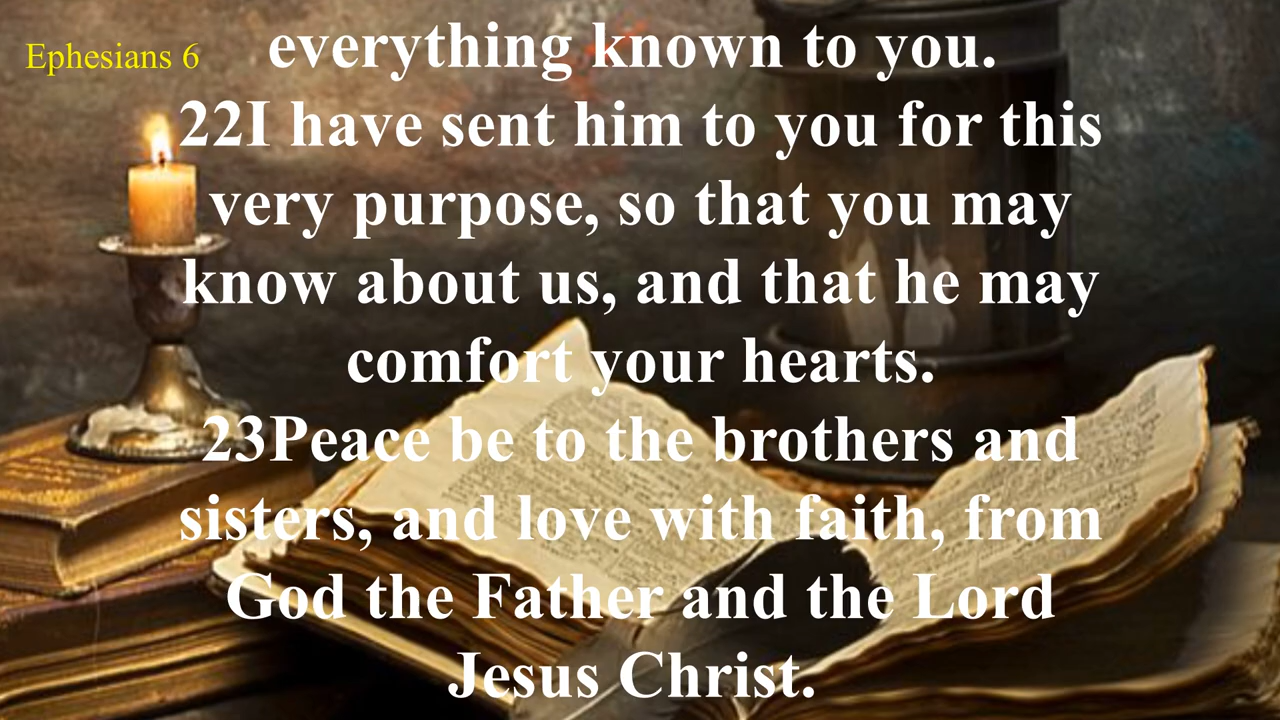 Ephesians 6
everything known to you.
22I have sent him to you for this
very purpose, so that you may
know about us, and that he may
comfort your hearts.
23Peace be to the brothers and
sisters, and love with faith, from
God the Father and the Lord
Jesus Christ.